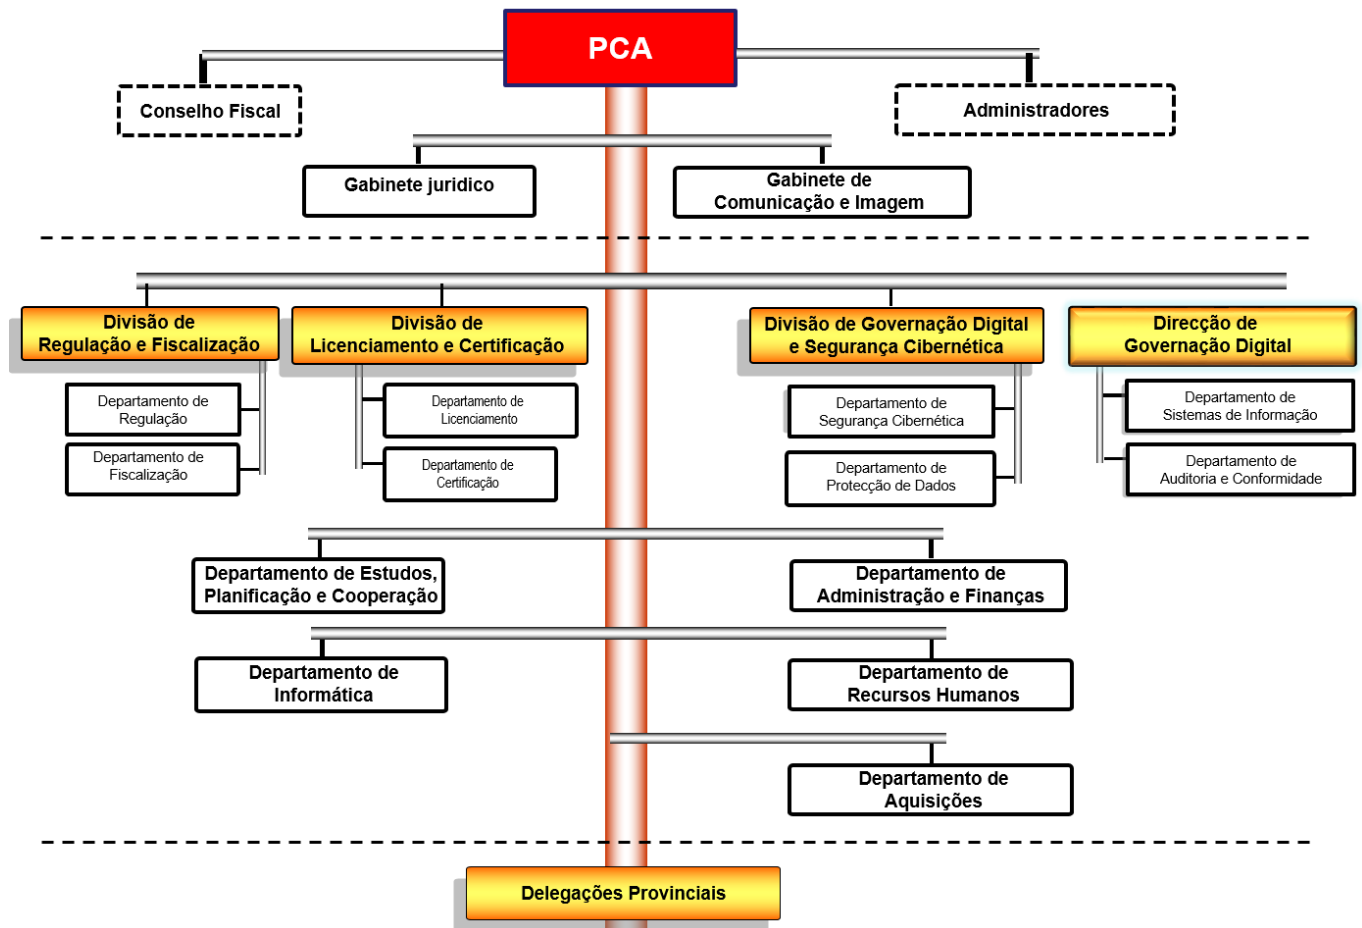 PCA
Conselho Fiscal
Administradores
Gabinete juridico
Gabinete de
Comunicação e Imagem
Divisão de
Regulação e Fiscalização
Divisão de
Licenciamento e Certificação
Divisão de Governação Digital
e Segurança Cibernética
Direcção de
Governação Digital
Departamento de
Regulação
Departamento de
Fiscalização
Departamento de
Licenciamento
Departamento de
Certificação
Departamento de
Segurança Cibernética
Departamento de
Protecção de Dados
Departamento de
Sistemas de Informação
Departamento de
Auditoria e Conformidade
Departamento de Estudos,
Planificação e Cooperação
Departamento de
Administração e Finanças
Departamento de
Informática
Departamento de
Recursos Humanos
Departamento de
Aquisições
Delegações Provinciais